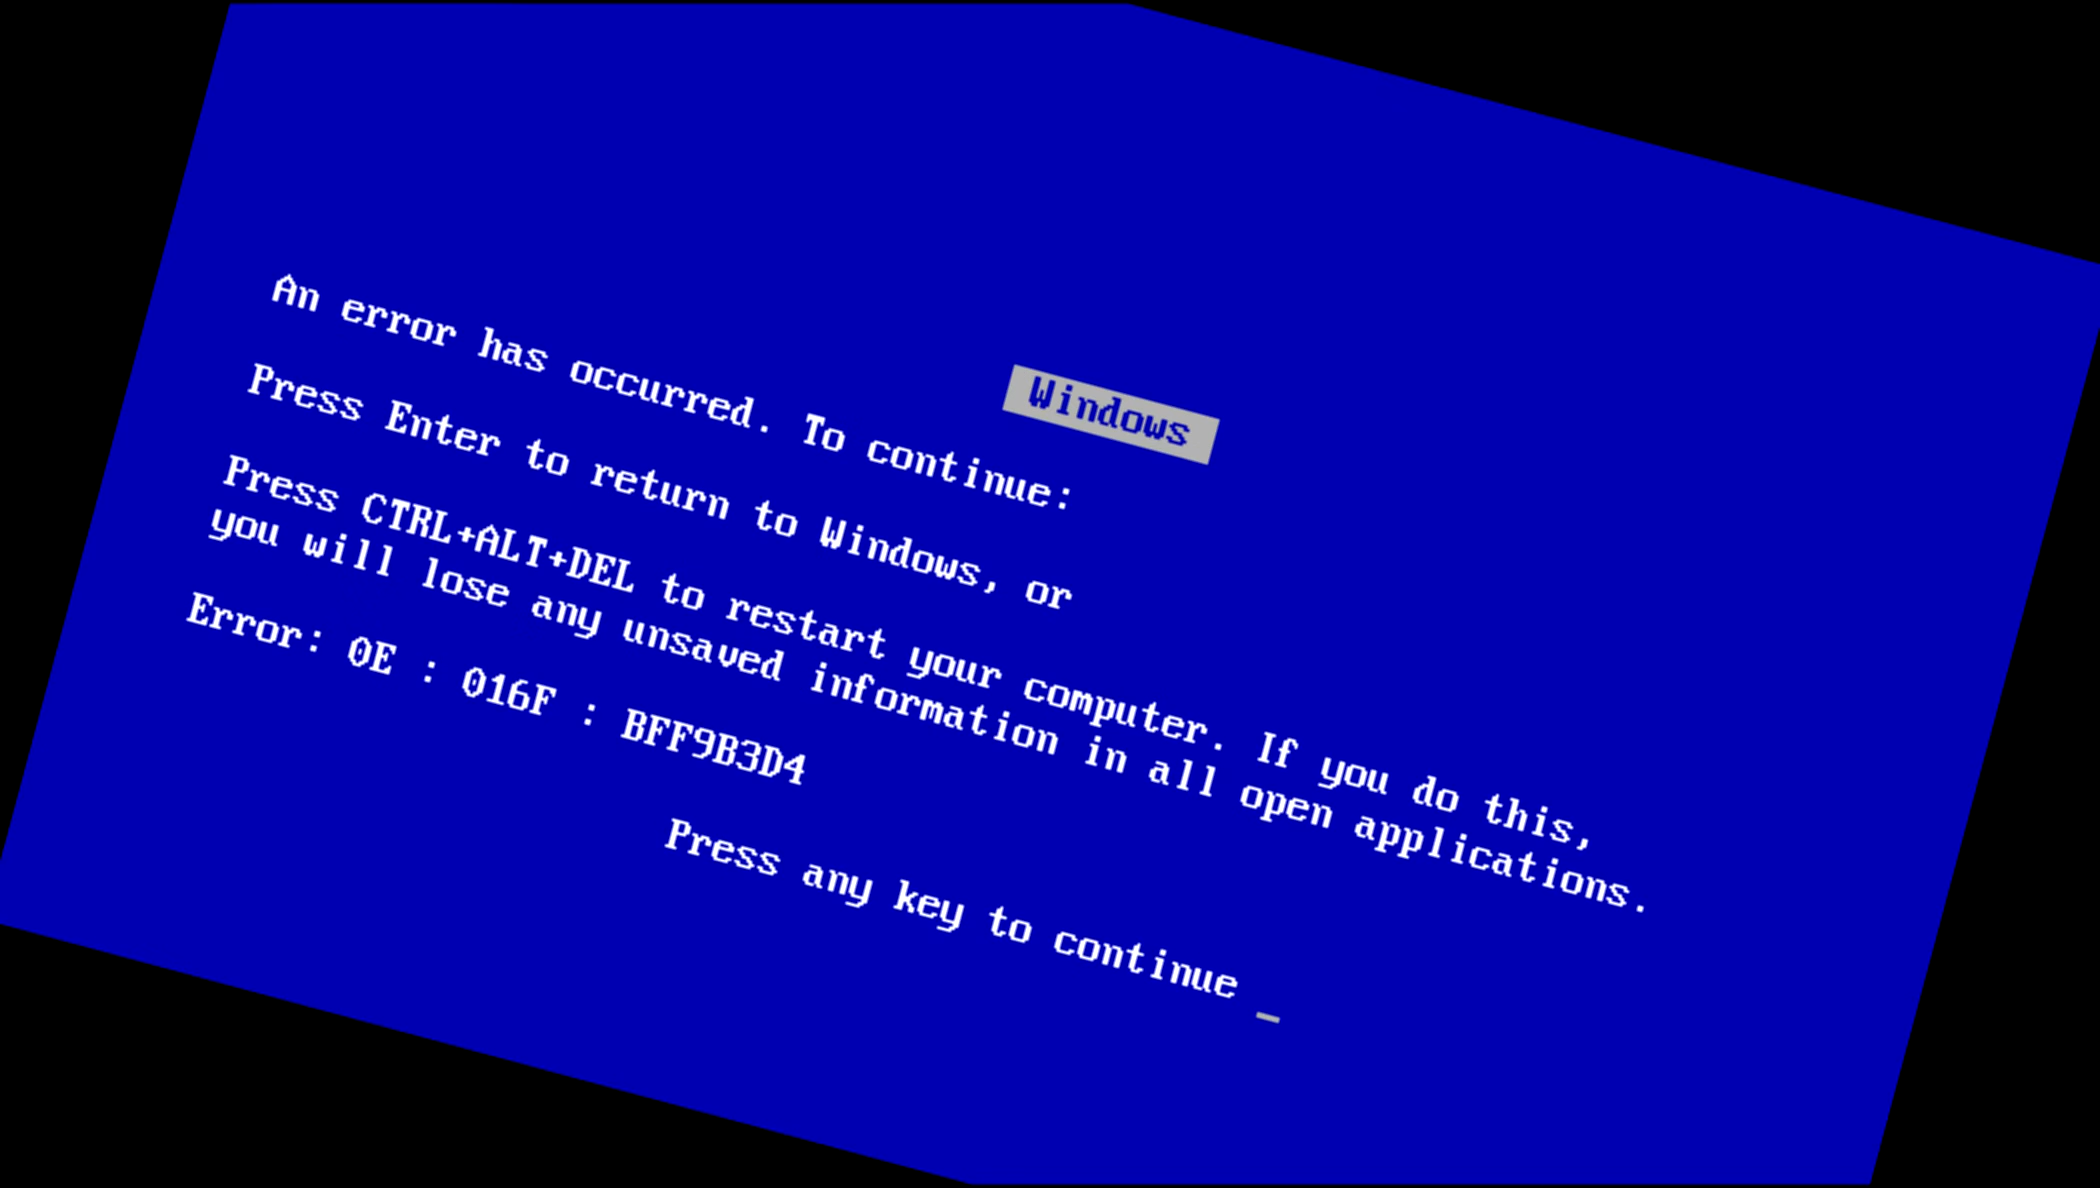 Windows
An error has occurred. To continue:
Press Enter to return to Windows, or
Press CTRL+ALT+DEL to restart your computer. If you do this,
you will lose any unsaved information in all open applications.
Error: 0E : 016F : BFF9B3D4
Press any key to continue _